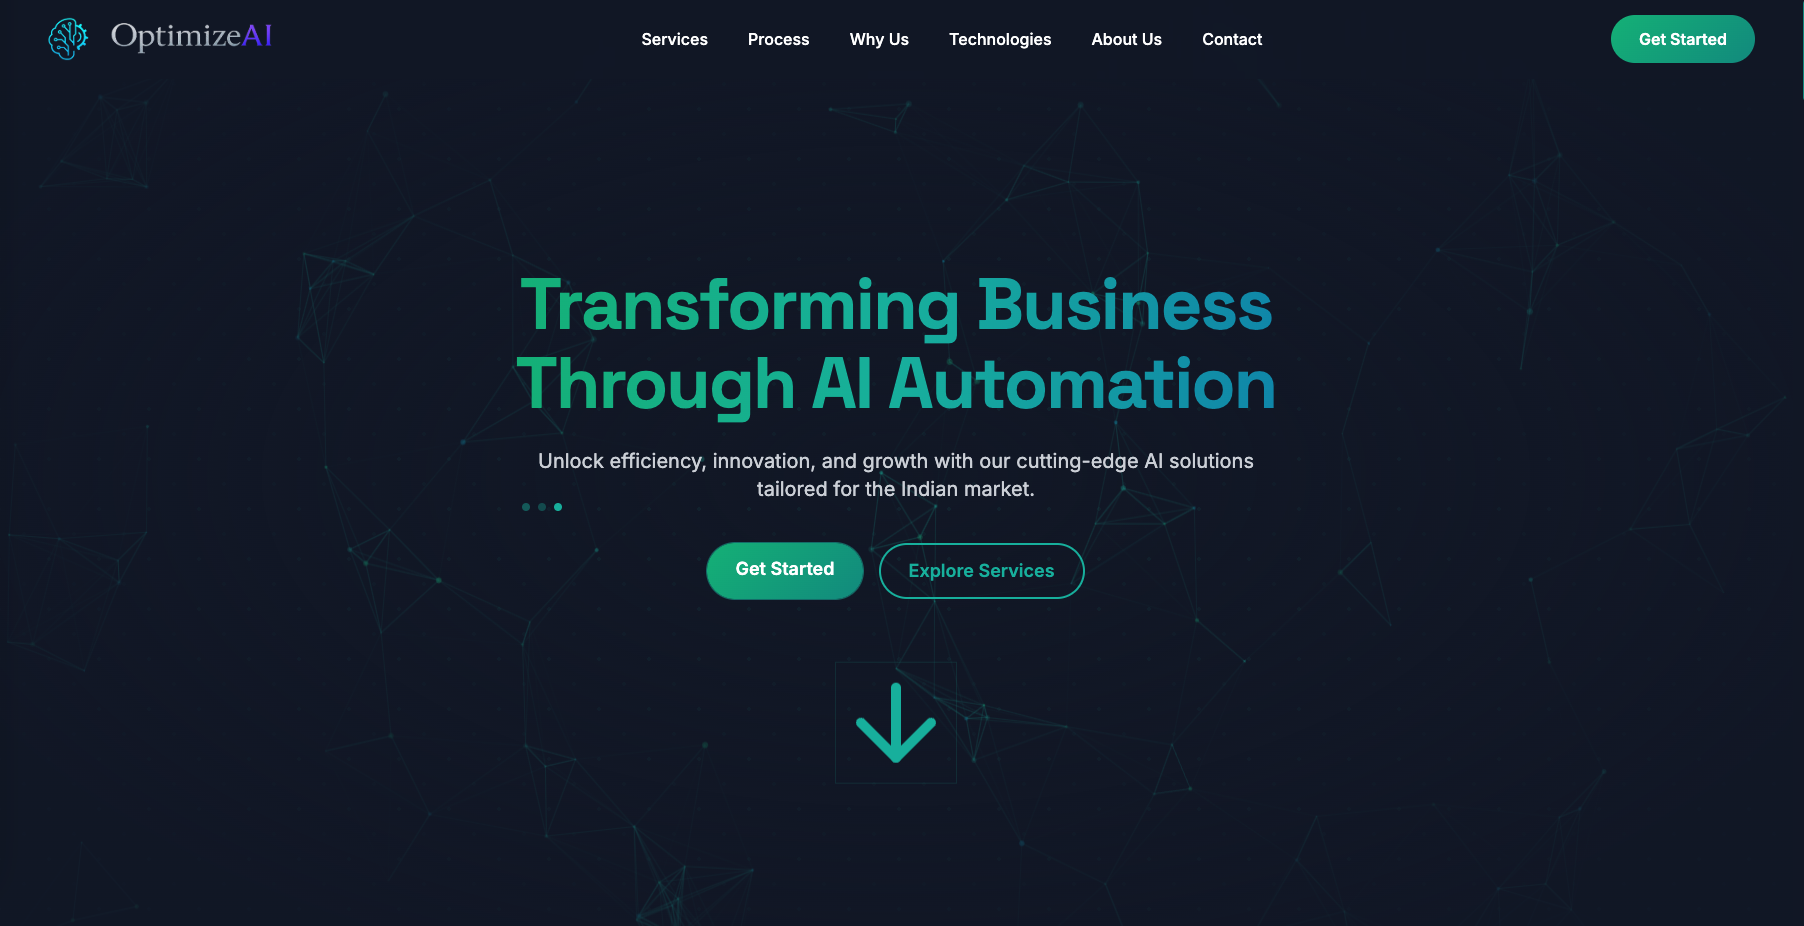 OptimizeAI
Services
Process
Why Us
Technologies
About Us
Contact
Get Started
Transforming Business
Through AI Automation
Unlock efficiency, innovation, and growth with our cutting-edge AI solutions
tailored for the Indian market.
Get Started
Explore Services